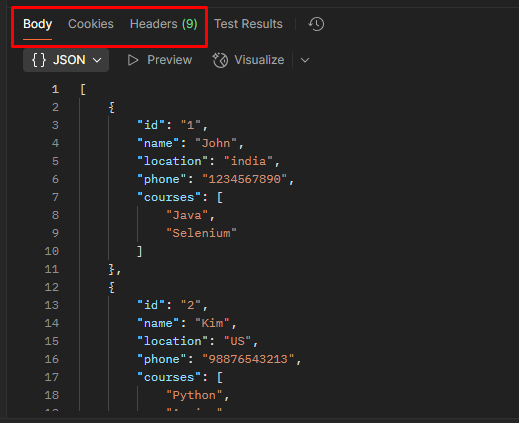 Body Cookies Headers (9) Test Results
{} JSON Preview Visualize
1 [
2 {
3 "id": "1",
4 "name": "John",
5 "location": "india",
6 "phone": "1234567890",
7 "courses": [
8 "Java",
9 "Selenium"
10 ]
11 },
12 {
13 "id": "2",
14 "name": "Kim",
15 "location": "US",
16 "phone": "98876543213",
17 "courses": [
18 "Python",